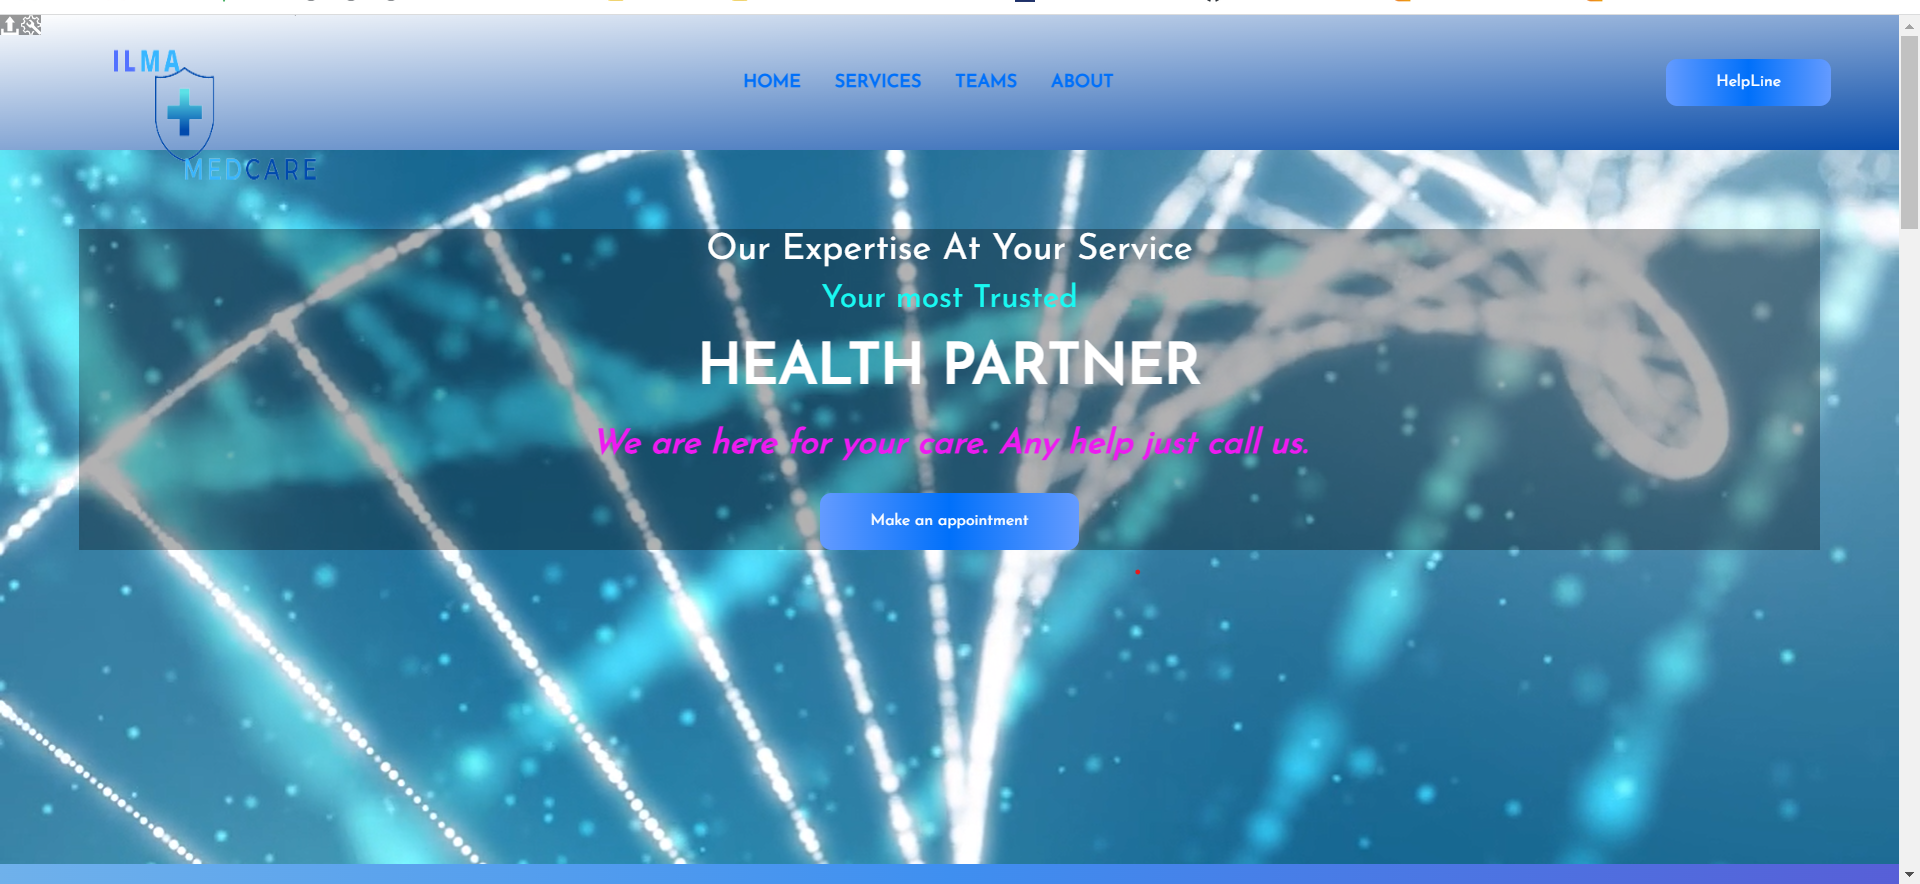 ILMA
MEDCARE
HOME SERVICES TEAMS ABOUT
HelpLine
Our Expertise At Your Service
Your most Trusted
HEALTH PARTNER
We are here for your care. Any help just call us.
Make an appointment